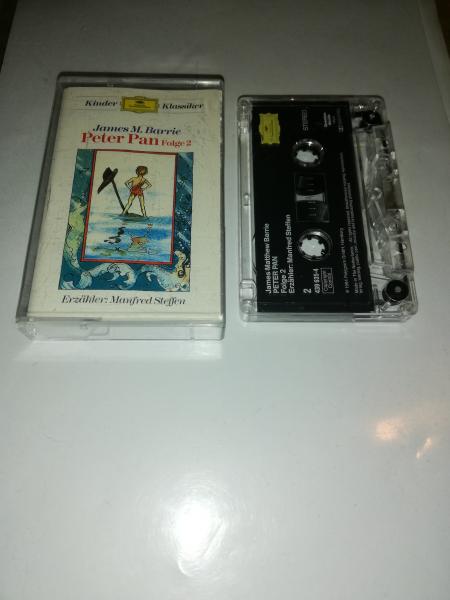 Kinder Klassiker
James M. Barrie
Peter Pan Folge 2
Erzähler: Manfred Steffen
STEREO
James Matthew Barrie
PETER PAN
Folge 2
Erzähler: Manfred Steffen
2